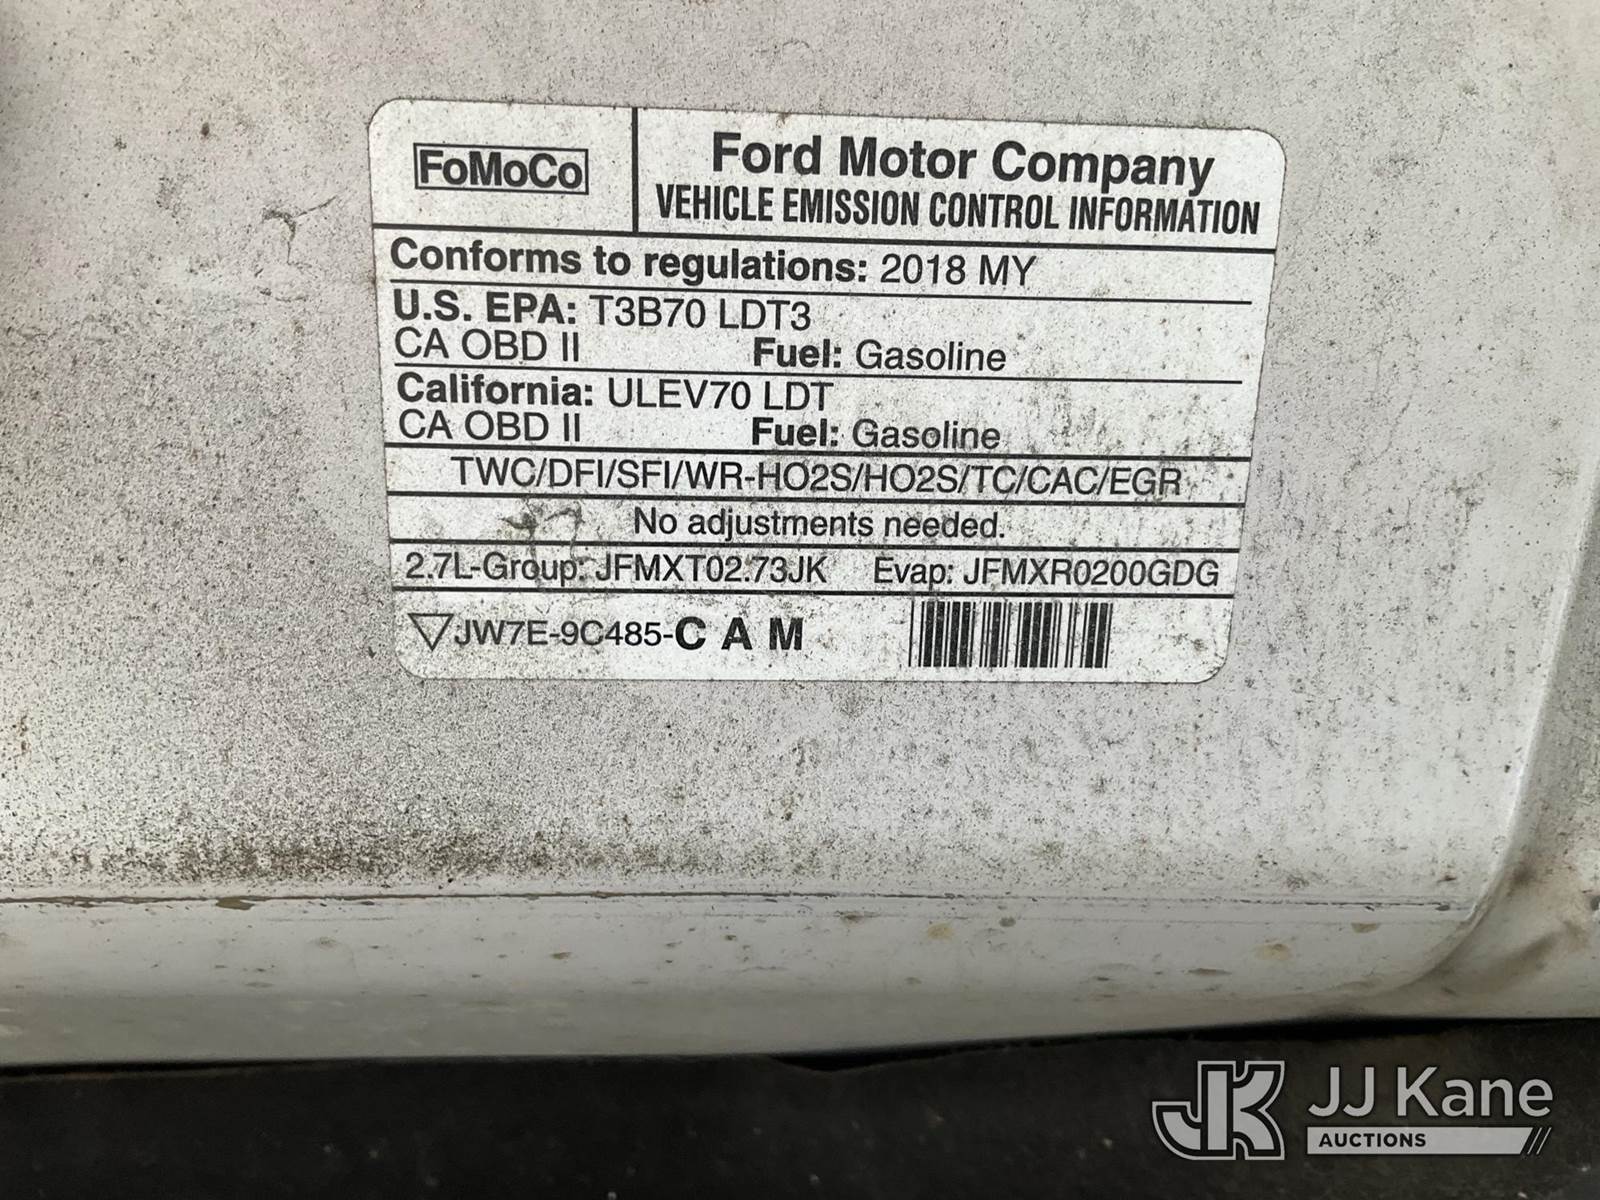 FoMoCo
Ford Motor Company
VEHICLE EMISSION CONTROL INFORMATION
Conforms to regulations: 2018 MY
U.S. EPA: T3B70 LDT3
CA OBD II Fuel: Gasoline
California: ULEV70 LDT
CA OBD II Fuel: Gasoline
TWC/DFI/SFI/WR-HO2S/HO2S/TC/CAC/EGR
No adjustments needed.
2.7L-Group: JFMXT02.73JK Evap: JFMXR0200GDG
JW7E-9C485-C A M
JK JJ Kane
AUCTIONS